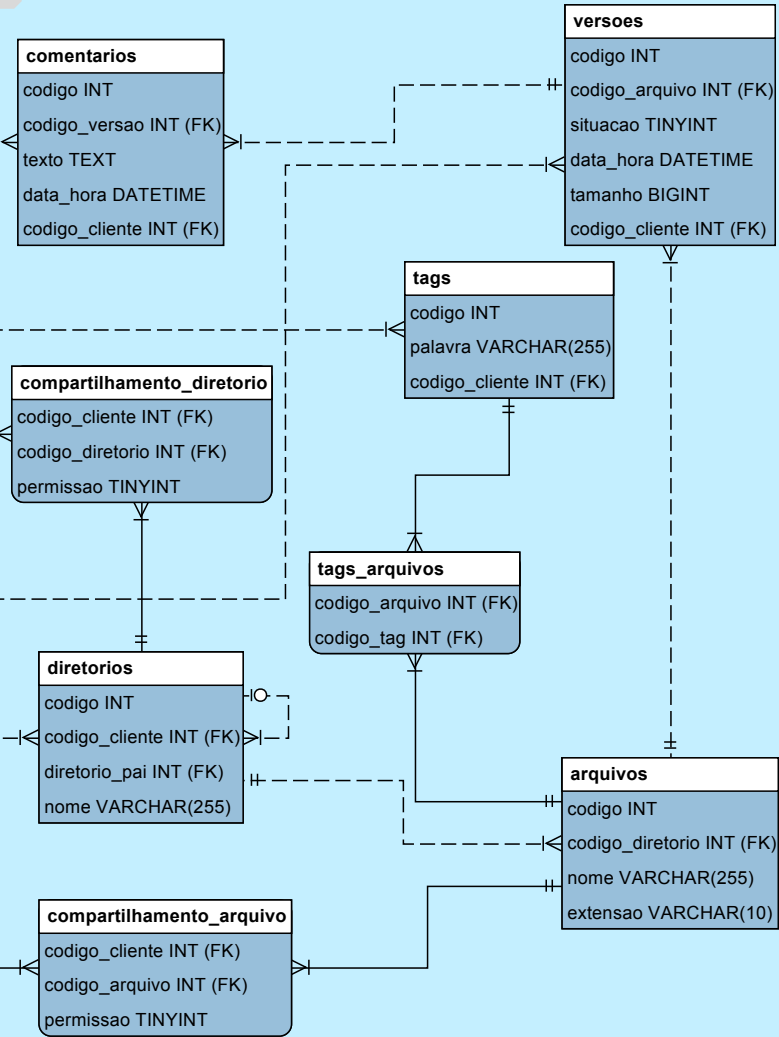 versoes
codigo INT
codigo_arquivo INT (FK)
situacao TINYINT
data_hora DATETIME
tamanho BIGINT
codigo_cliente INT (FK)
comentarios
codigo INT
codigo_versao INT (FK)
texto TEXT
data_hora DATETIME
codigo_cliente INT (FK)
tags
codigo INT
palavra VARCHAR(255)
codigo_cliente INT (FK)
compartilhamento_diretorio
codigo_cliente INT (FK)
codigo_diretorio INT (FK)
permissao TINYINT
tags_arquivos
codigo_arquivo INT (FK)
codigo_tag INT (FK)
diretorios
codigo INT
codigo_cliente INT (FK)
diretorio_pai INT (FK)
nome VARCHAR(255)
arquivos
codigo INT
codigo_diretorio INT (FK)
nome VARCHAR(255)
extensao VARCHAR(10)
compartilhamento_arquivo
codigo_cliente INT (FK)
codigo_arquivo INT (FK)
permissao TINYINT